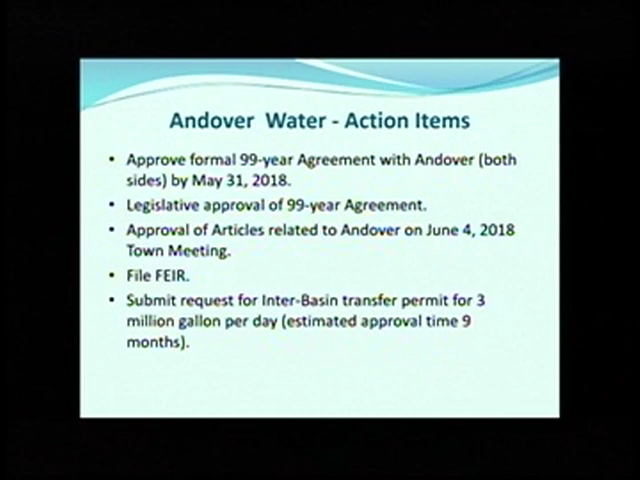 Andover  Water - Action Items
• Approve formal 99-year Agreement with Andover (both
sides) by May 31, 2018.
• Legislative approval of 99-year Agreement.
• Approval of Articles related to Andover on June 4, 2018
Town Meeting.
• File FEIR.
• Submit request for Inter-Basin transfer permit for 3
million gallon per day (estimated approval time 9
months).